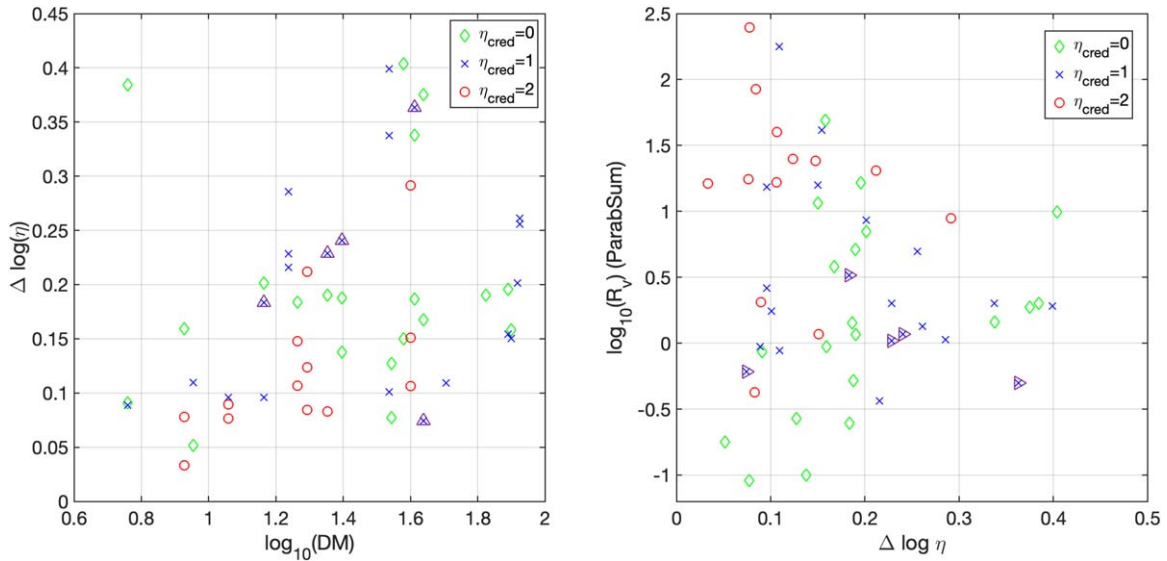 0.45
0.4
0.35
0.3
0.25
0.2
0.15
0.1
0.05
0
Δ log(η)
0.6 0.8 1 1.2 1.4 1.6 1.8 2
log10(DM)
ηcred=0
ηcred=1
ηcred=2
2.5
2
1.5
1
0.5
0
-0.5
-1
log10(Rv) (ParabSum)
0 0.1 0.2 0.3 0.4 0.5
Δ log η
ηcred=0
ηcred=1
ηcred=2